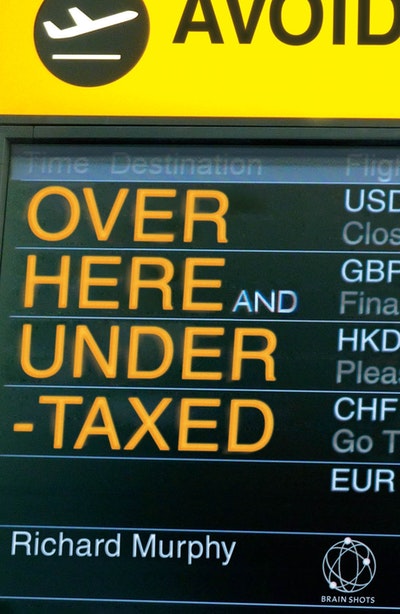 AVOID
Time Destination Flig
OVER USD
Clos
HERE AND GBP
Fina
UNDER HKD
Pleas
-TAXED CHF
Go T
EUR
Richard Murphy
BRAIN SHOTS